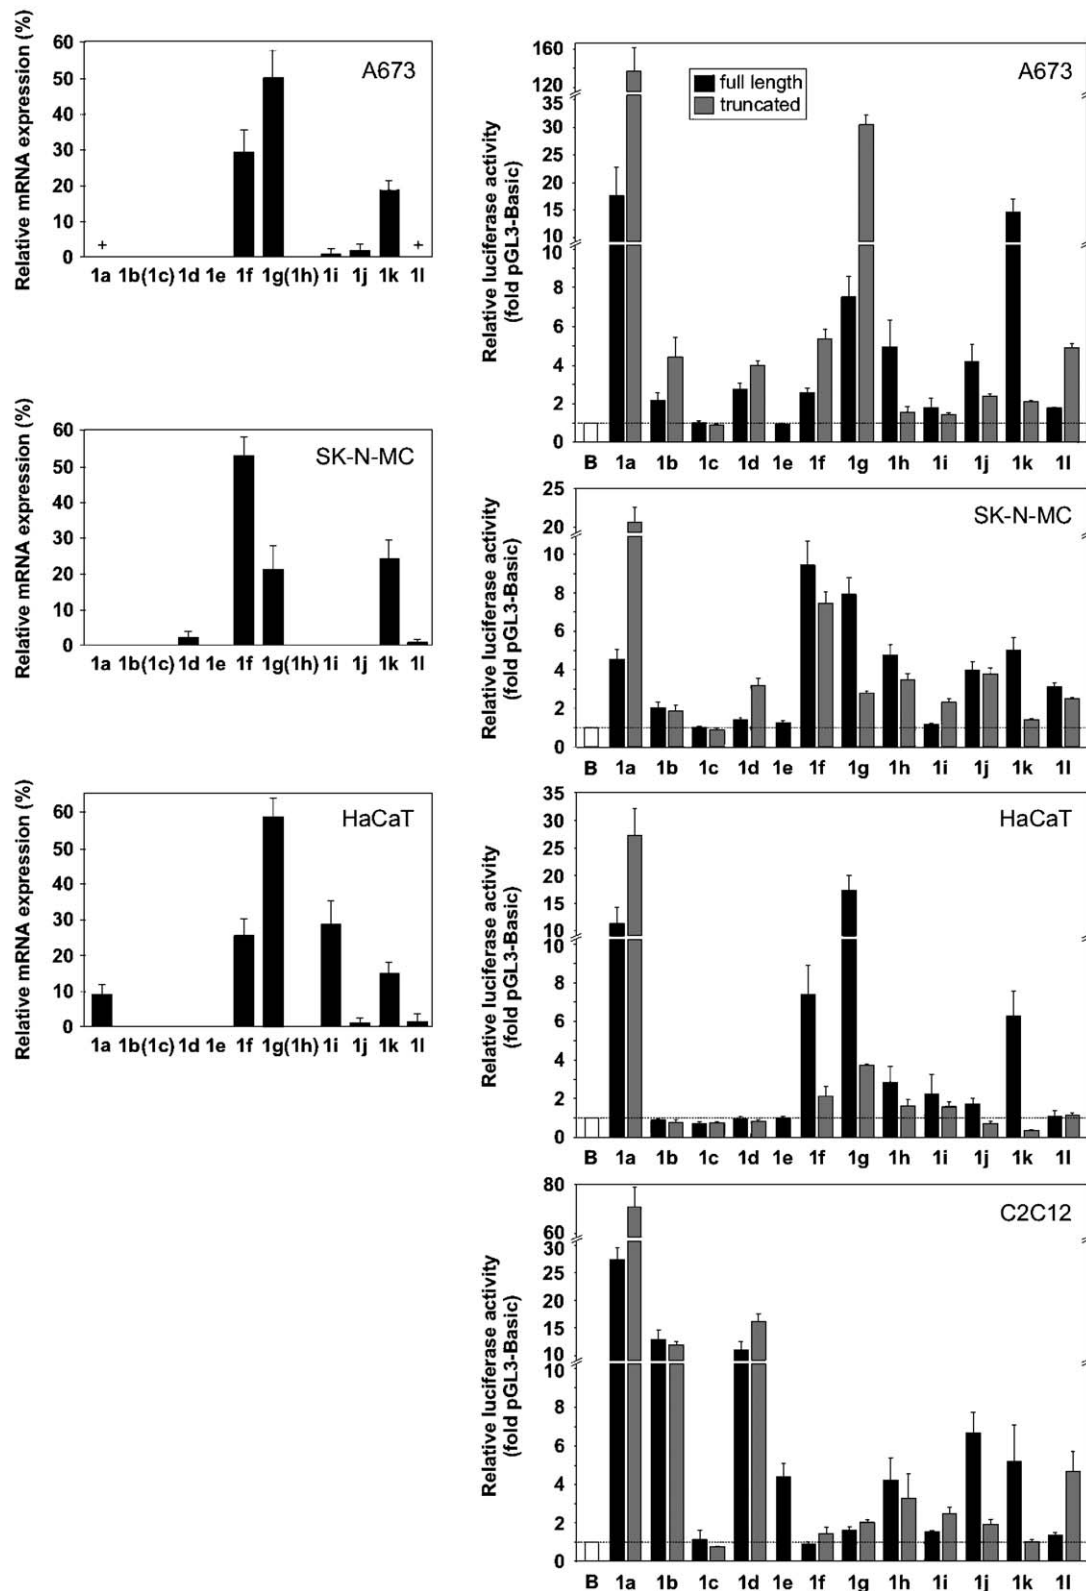 Relative mRNA expression (%)
60
50
40
30
20
10
0
A673
+
+
1a 1b(1c) 1d 1e 1f 1g(1h) 1i 1j 1k 1l
Relative mRNA expression (%)
60
50
40
30
20
10
0
SK-N-MC
1a 1b(1c) 1d 1e 1f 1g(1h) 1i 1j 1k 1l
Relative mRNA expression (%)
60
50
40
30
20
10
0
HaCaT
1a 1b(1c) 1d 1e 1f 1g(1h) 1i 1j 1k 1l
Relative luciferase activity
(fold pGL3-Basic)
160
120
35
30
25
20
15
10
10
8
6
4
2
0
full length
truncated
A673
B 1a 1b 1c 1d 1e 1f 1g 1h 1i 1j 1k 1l
Relative luciferase activity
(fold pGL3-Basic)
25
20
10
8
6
4
2
0
SK-N-MC
B 1a 1b 1c 1d 1e 1f 1g 1h 1i 1j 1k 1l
Relative luciferase activity
(fold pGL3-Basic)
35
30
25
20
15
10
10
8
6
4
2
0
HaCaT
B 1a 1b 1c 1d 1e 1f 1g 1h 1i 1j 1k 1l
Relative luciferase activity
(fold pGL3-Basic)
80
60
30
25
20
15
10
10
8
6
4
2
0
C2C12
B 1a 1b 1c 1d 1e 1f 1g 1h 1i 1j 1k 1l